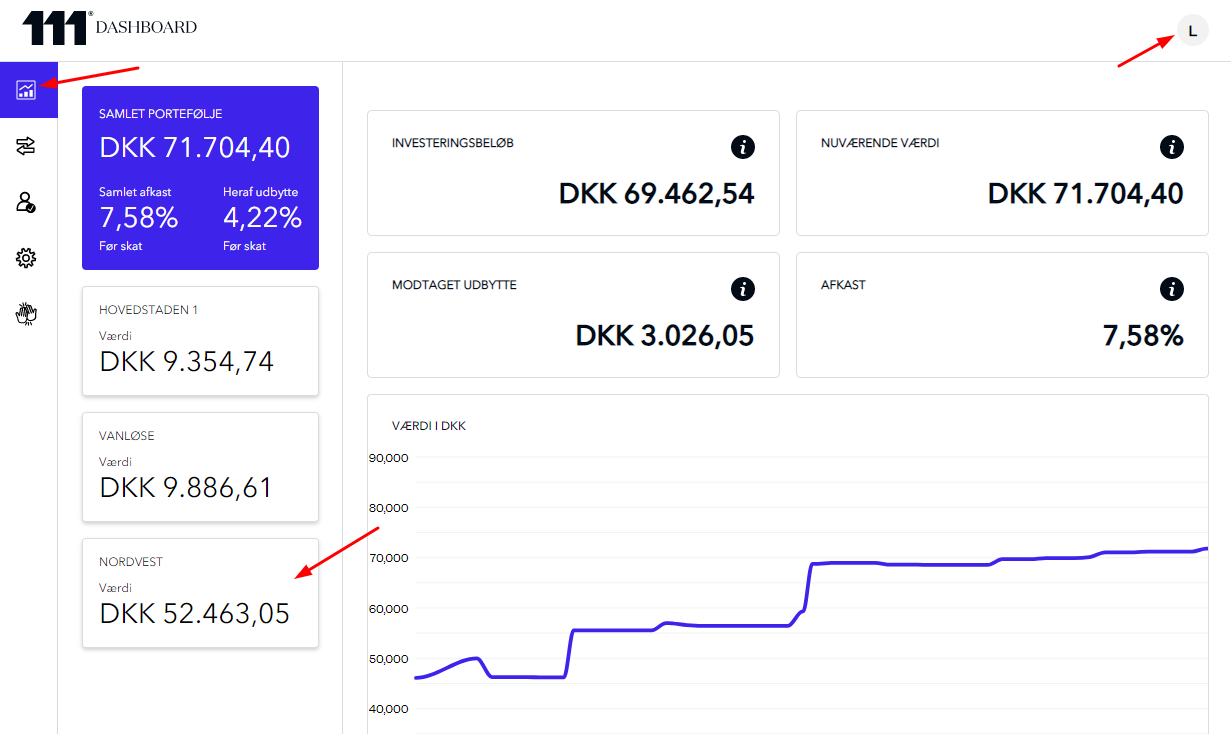 111® DASHBOARD
L
SAMLET PORTEFØLJE
DKK 71.704,40
Samlet afkast
7,58%
Før skat
Heraf udbytte
4,22%
Før skat
HOVEDSTADEN 1
Værdi
DKK 9.354,74
VANLØSE
Værdi
DKK 9.886,61
NORDVEST
Værdi
DKK 52.463,05
INVESTERINGSBELØB
i
DKK 69.462,54
NUVÆRENDE VÆRDI
i
DKK 71.704,40
MODTAGET UDBYTTE
i
DKK 3.026,05
AFKAST
i
7,58%
VÆRDI I DKK
90,000
80,000
70,000
60,000
50,000
40,000